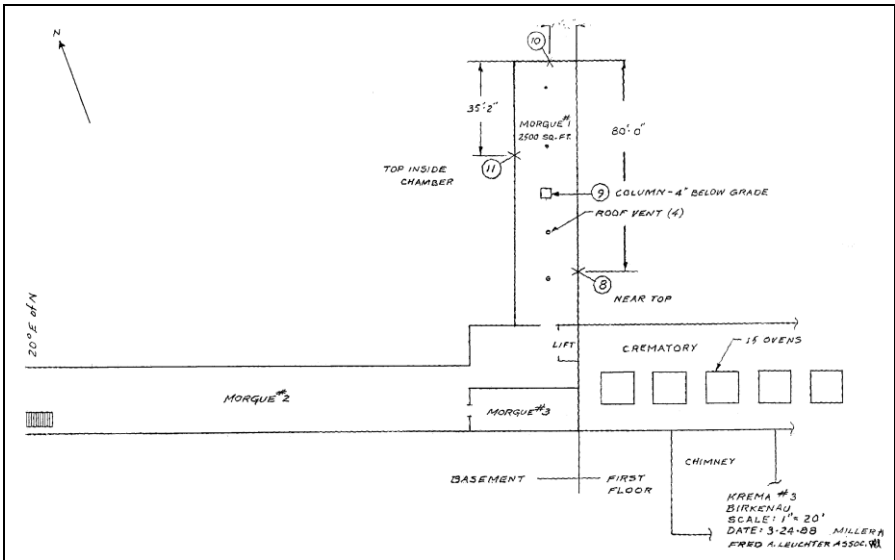 N
10
35'-2"
MORGUE #1
2500 SQ-FT.
80'-0"
TOP INSIDE
CHAMBER
11
9
COLUMN-4" BELOW GRADE
ROOF VENT (4)
8
NEAR TOP
20° E of N
LIFT
CREMATORY
15 OVENS
MORGUE #2
MORGUE #3
CHIMNEY
BASEMENT
FIRST
FLOOR
KREMA #3
BIRKENAU
SCALE: 1" = 20'
DATE: 3-24-88 MILLER
FRED A. LEUCHTER ASSOC.